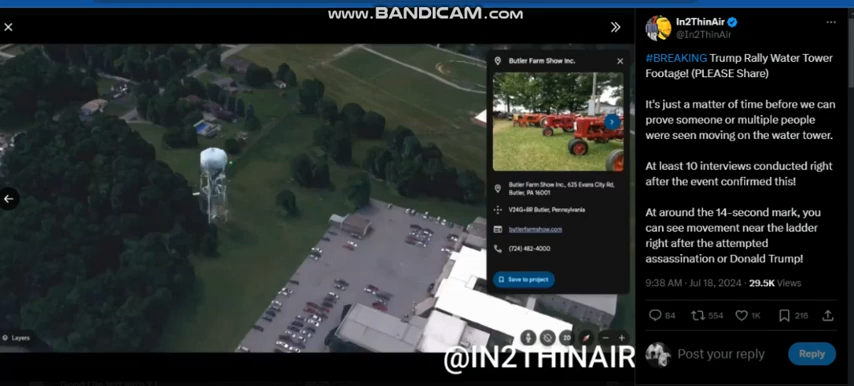 www.BANDICAM.com
Butler Farm Show Inc.
Butler Farm Show Inc., 625 Evans City Rd,
Butler, PA 16001
V24G+8R Butler, Pennsylvania
butlerfarmshow.com
(724) 482-4000
Save to project
Layers
2D
@IN2THINAIR
In2ThinAir
@In2ThinAir
#BREAKING Trump Rally Water Tower
Footage! (PLEASE Share)
It's just a matter of time before we can
prove someone or multiple people
were seen moving on the water tower.
At least 10 interviews conducted right
after the event confirmed this!
At around the 14-second mark, you
can see movement near the ladder
right after the attempted
assassination or Donald Trump!
9:38 AM · Jul 18, 2024 · 29.5K Views
84 554 1K 216
Post your reply
Reply